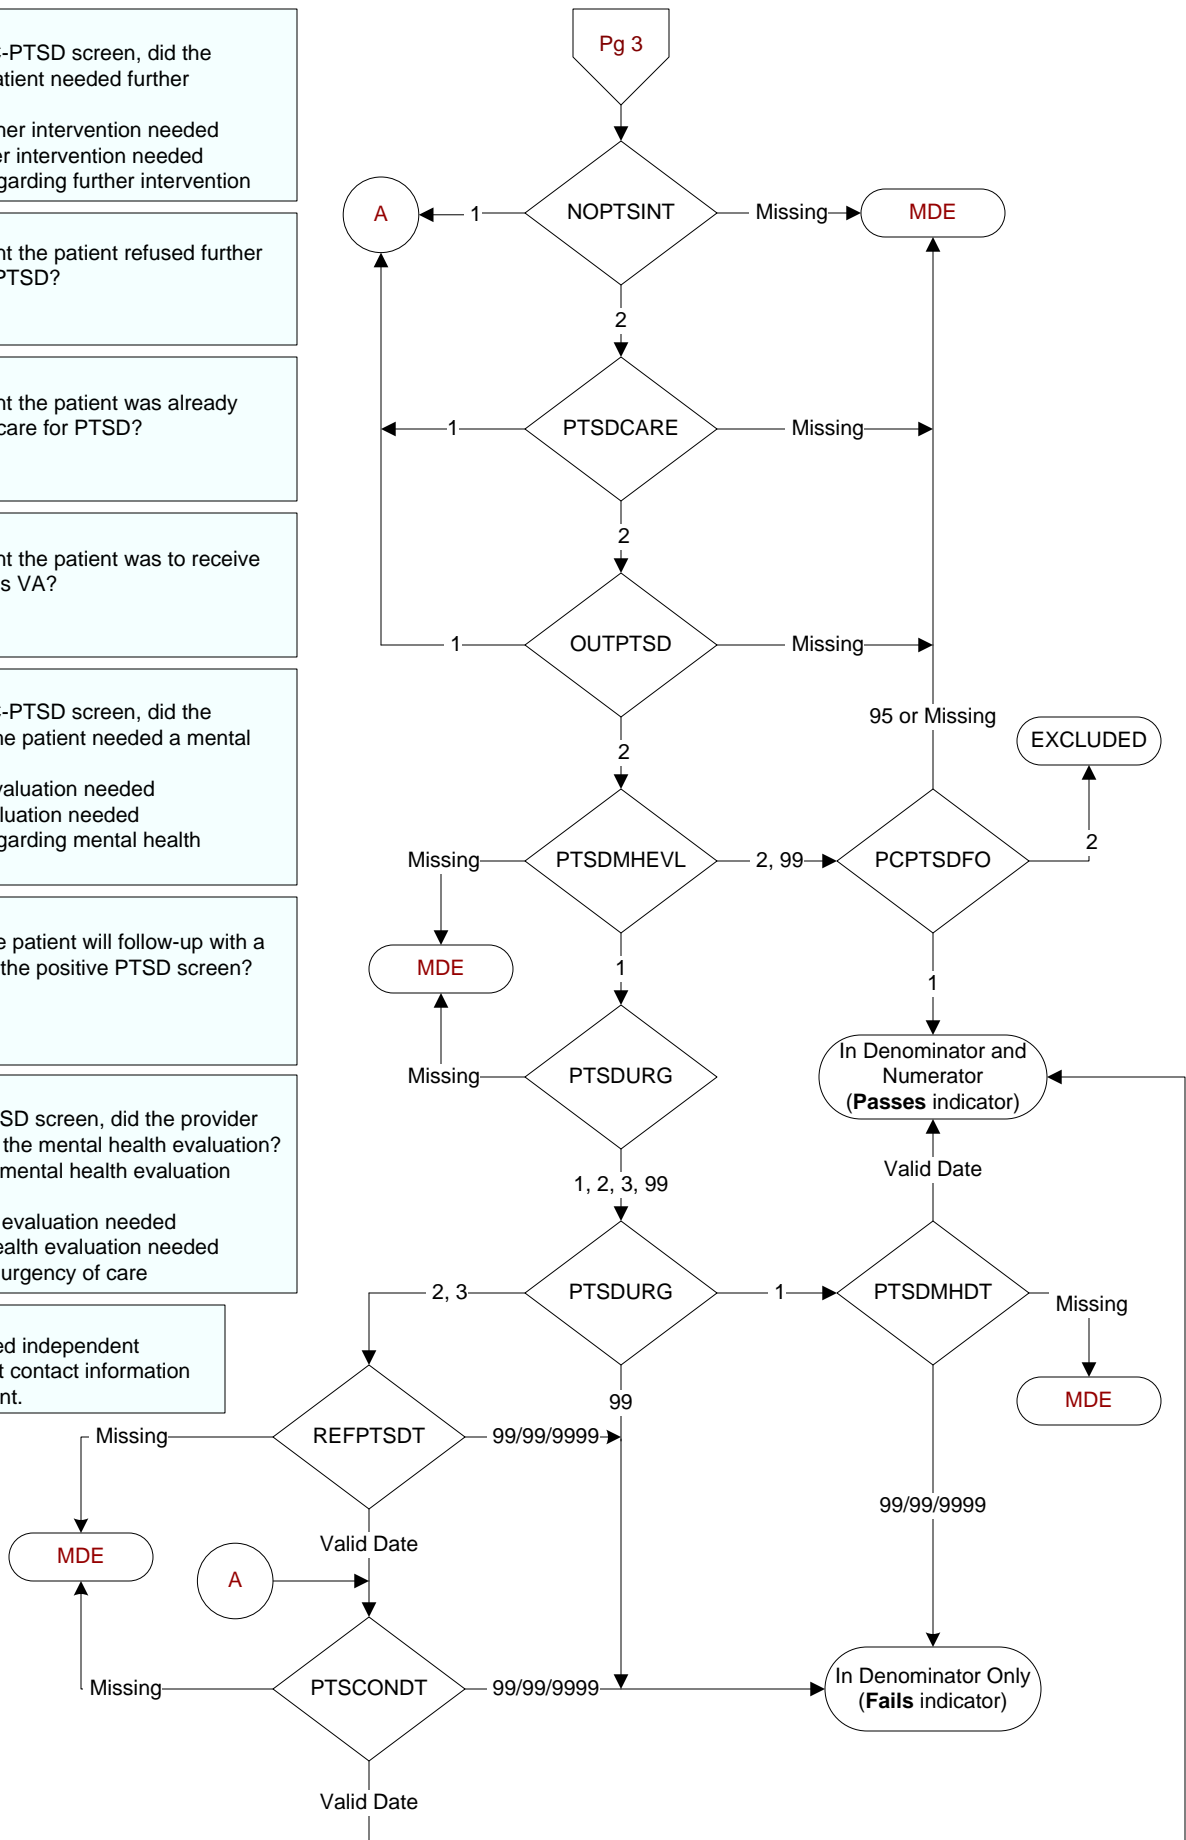 C-PTSD screen, did the
patient needed further
her intervention needed
er intervention needed
garding further intervention
nt the patient refused further
PTSD?
nt the patient was already
care for PTSD?
nt the patient was to receive
is VA?
C-PTSD screen, did the
he patient needed a mental
valuation needed
luation needed
garding mental health
e patient will follow-up with a
the positive PTSD screen?
SD screen, did the provider
the mental health evaluation?
mental health evaluation
evaluation needed
ealth evaluation needed
urgency of care
ed independent
t contact information
nt.
Pg 3
A
1
NOPTSINT
Missing
MDE
2
1
PTSDCARE
Missing
2
1
OUTPTSD
Missing
2
95 or Missing
EXCLUDED
Missing
PTSDMHEVL
2, 99
PCPTSDFO
2
MDE
1
1
Missing
PTSDURG
In Denominator and
Numerator
(Passes indicator)
1, 2, 3, 99
Valid Date
2, 3
PTSDURG
1
PTSDMHDT
Missing
MDE
99
Missing
REFPTSDT
99/99/9999
99/99/9999
MDE
Valid Date
A
Missing
PTSCONDT
99/99/9999
In Denominator Only
(Fails indicator)
Valid Date